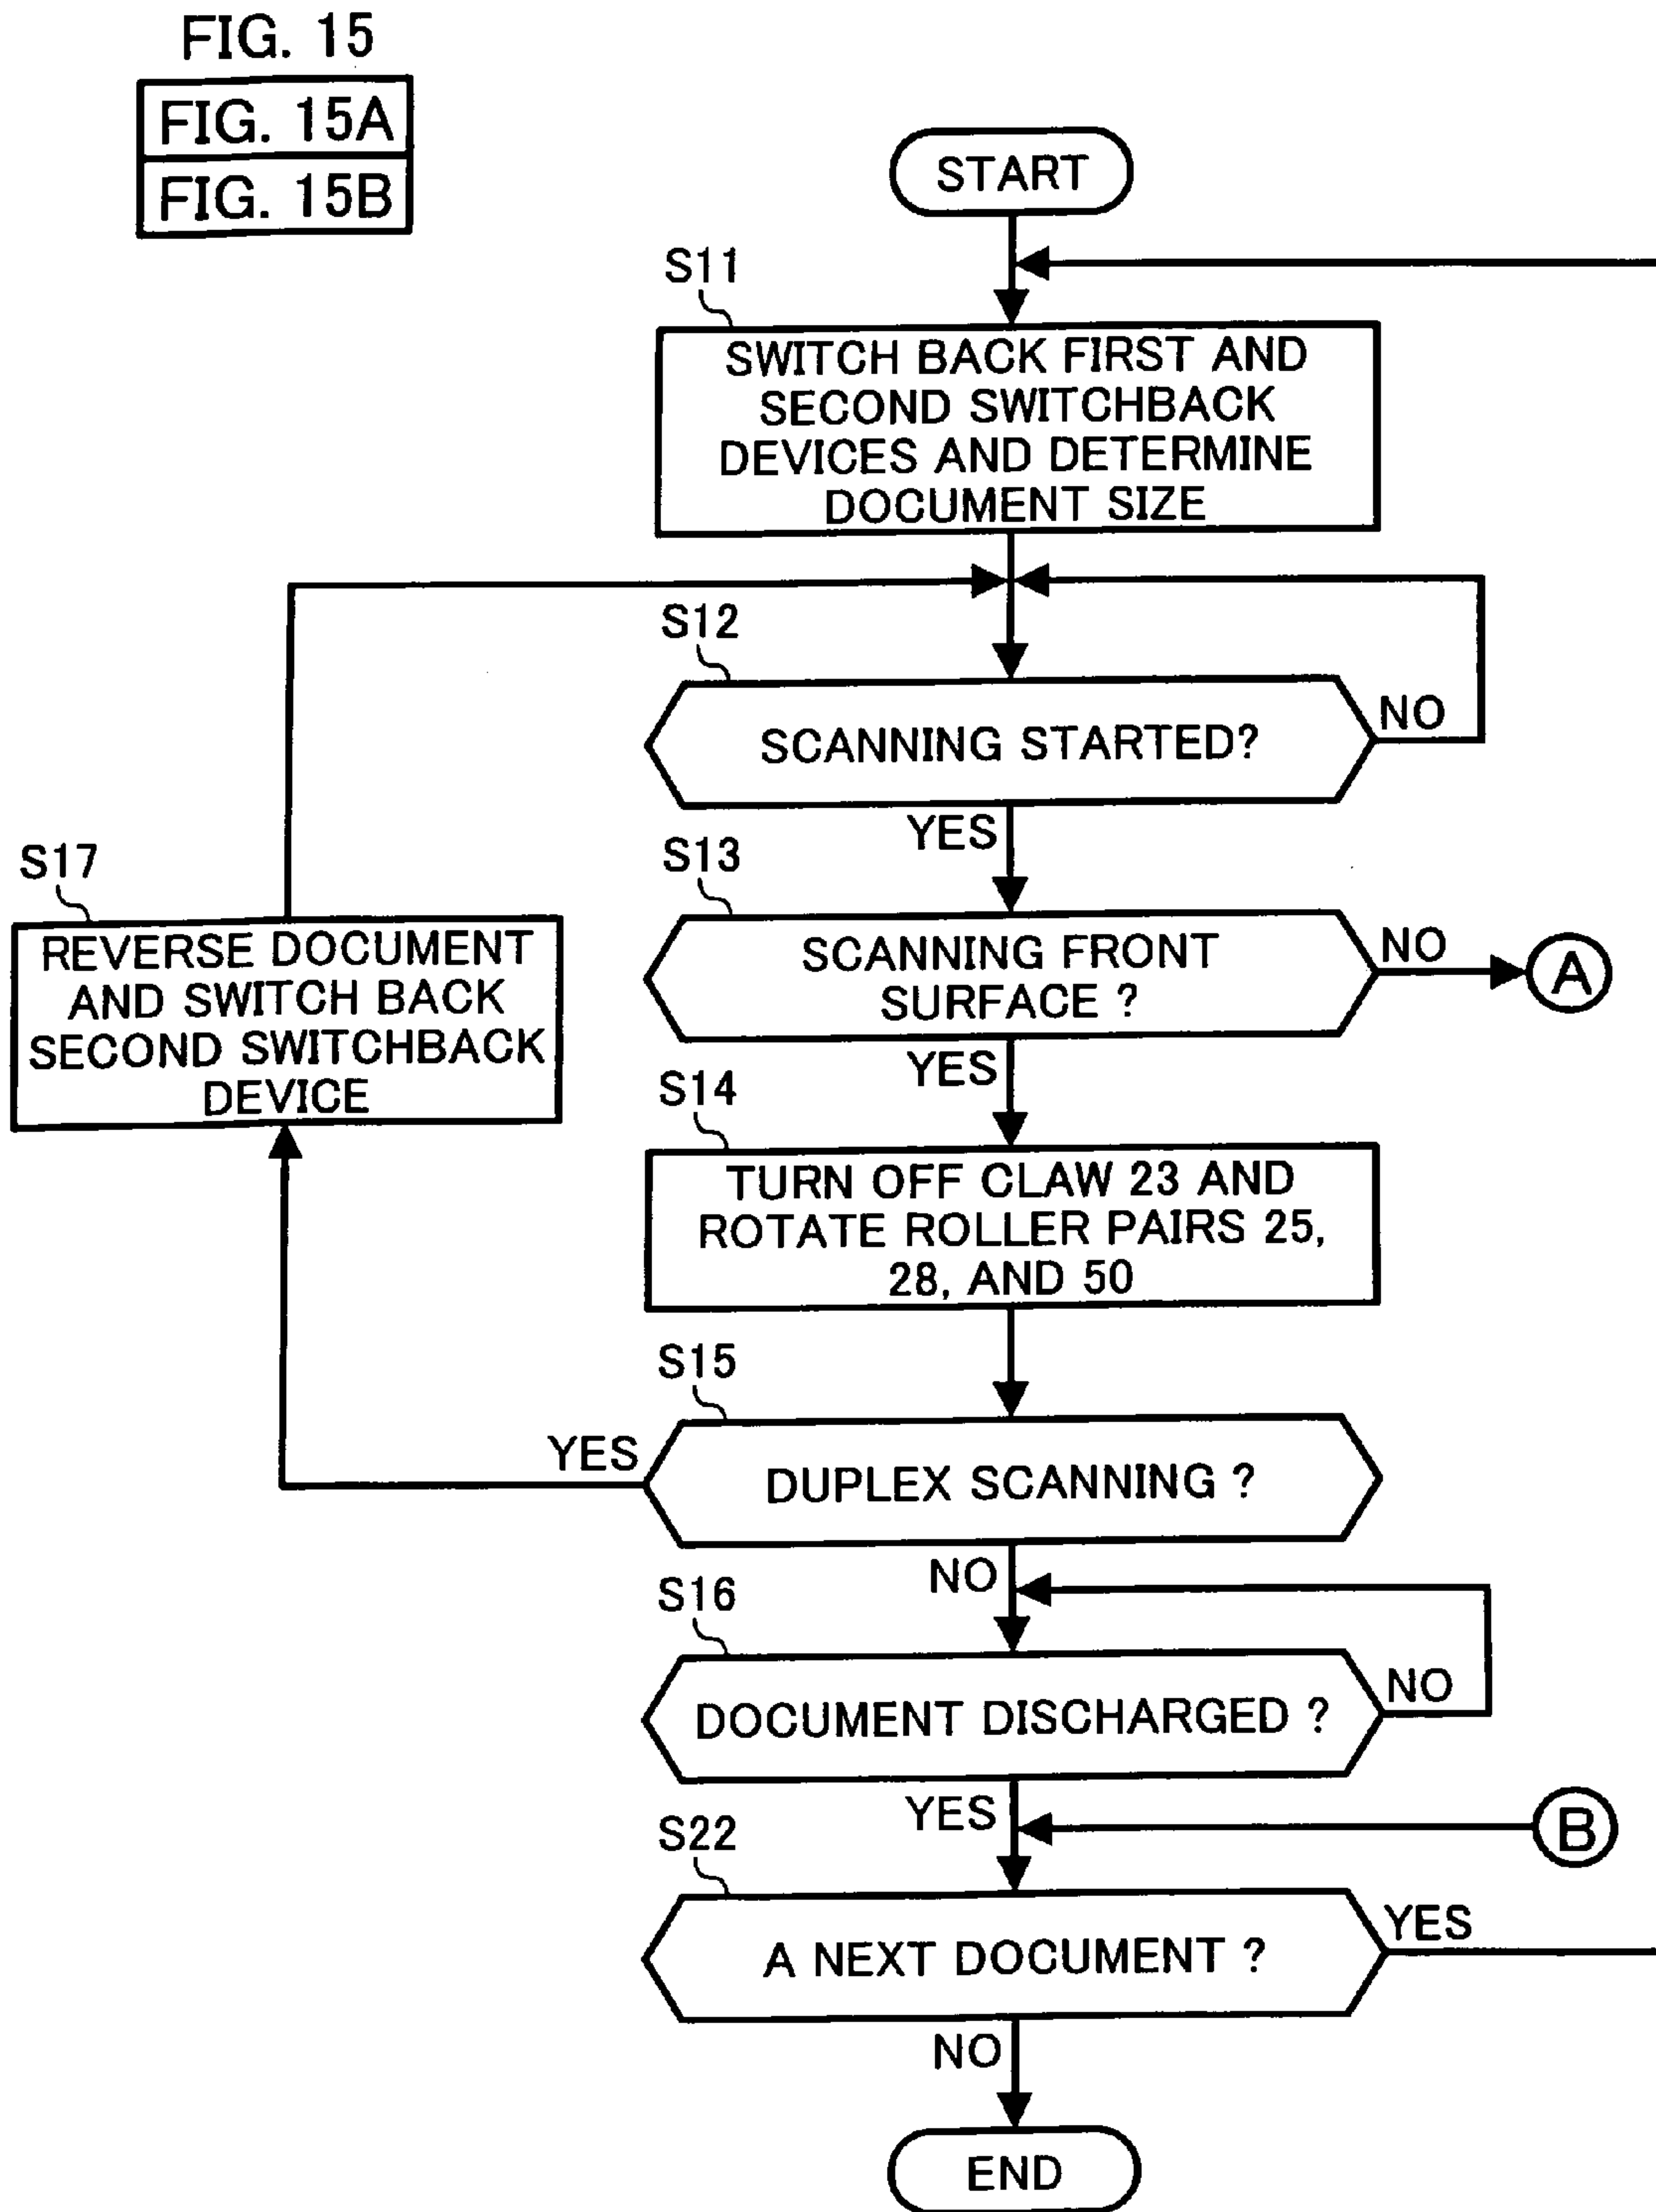 FIG. 15
FIG. 15A
FIG. 15B
START
S11
SWITCH BACK FIRST AND
SECOND SWITCHBACK
DEVICES AND DETERMINE
DOCUMENT SIZE
S12
SCANNING STARTED?
NO
YES
S13
SCANNING FRONT
SURFACE ?
NO
A
YES
S17
REVERSE DOCUMENT
AND SWITCH BACK
SECOND SWITCHBACK
DEVICE
S14
TURN OFF CLAW 23 AND
ROTATE ROLLER PAIRS 25,
28, AND 50
S15
DUPLEX SCANNING ?
YES
NO
S16
DOCUMENT DISCHARGED ?
NO
YES
B
S22
A NEXT DOCUMENT ?
YES
NO
END